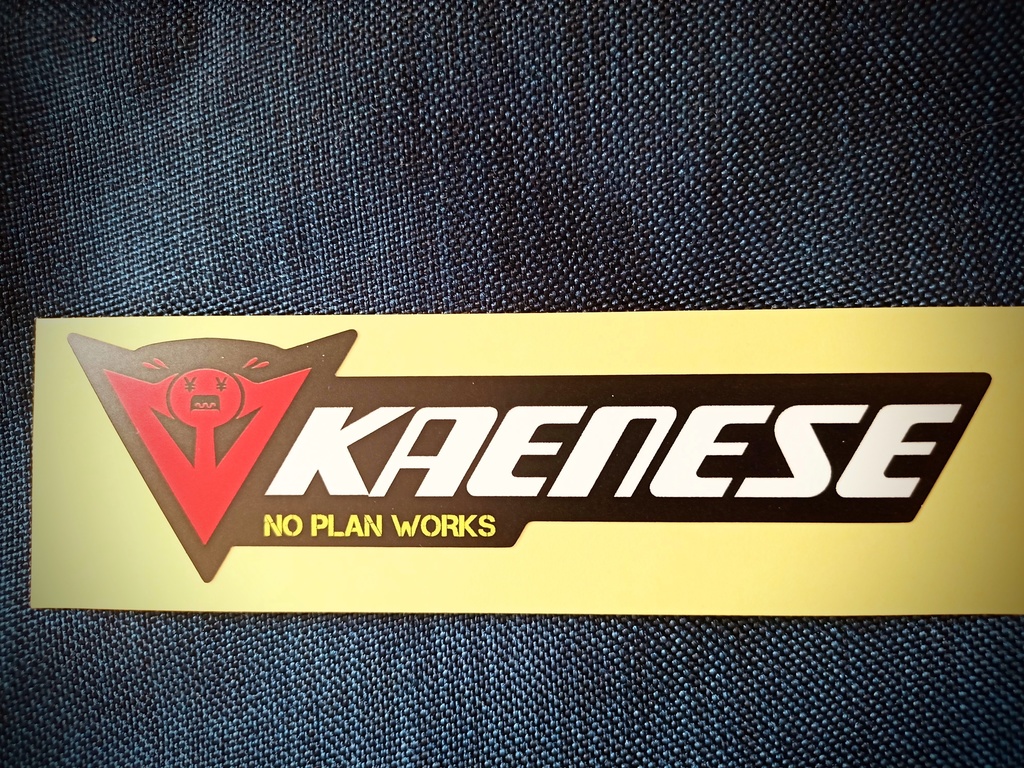 ¥ ¥
KAENESE
NO PLAN WORKS